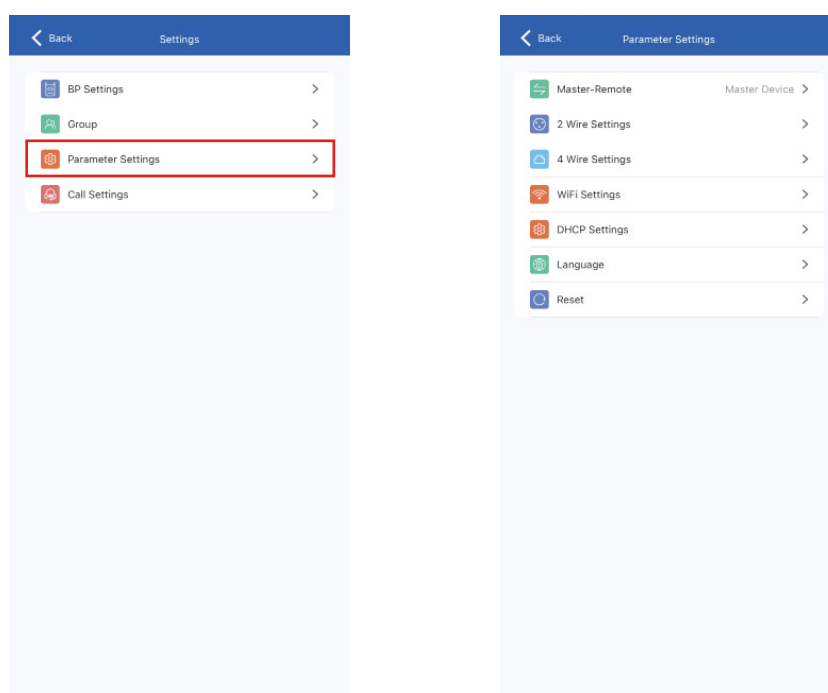 Back Settings
BP Settings
Group
Parameter Settings
Call Settings
Back Parameter Settings
Master-Remote Master Device
2 Wire Settings
4 Wire Settings
WiFi Settings
DHCP Settings
Language
Reset